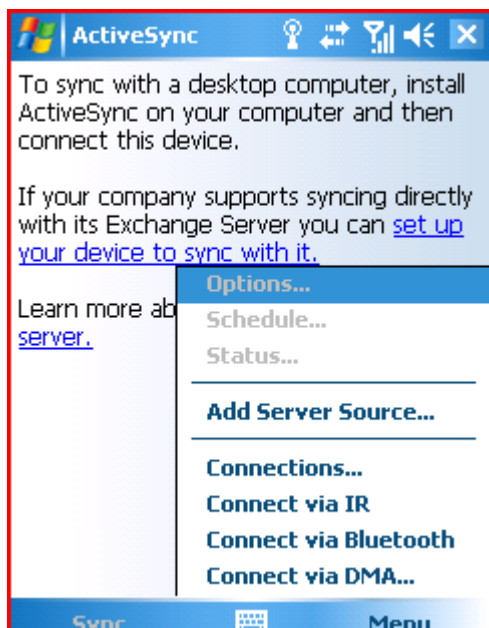 ActiveSync
To sync with a desktop computer, install
ActiveSync on your computer and then
connect this device.
If your company supports syncing directly
with its Exchange Server you can set up
your device to sync with it.
Learn more ab
server.
Options...
Schedule...
Status...
Add Server Source...
Connections...
Connect via IR
Connect via Bluetooth
Connect via DMA...
Sync
Menu